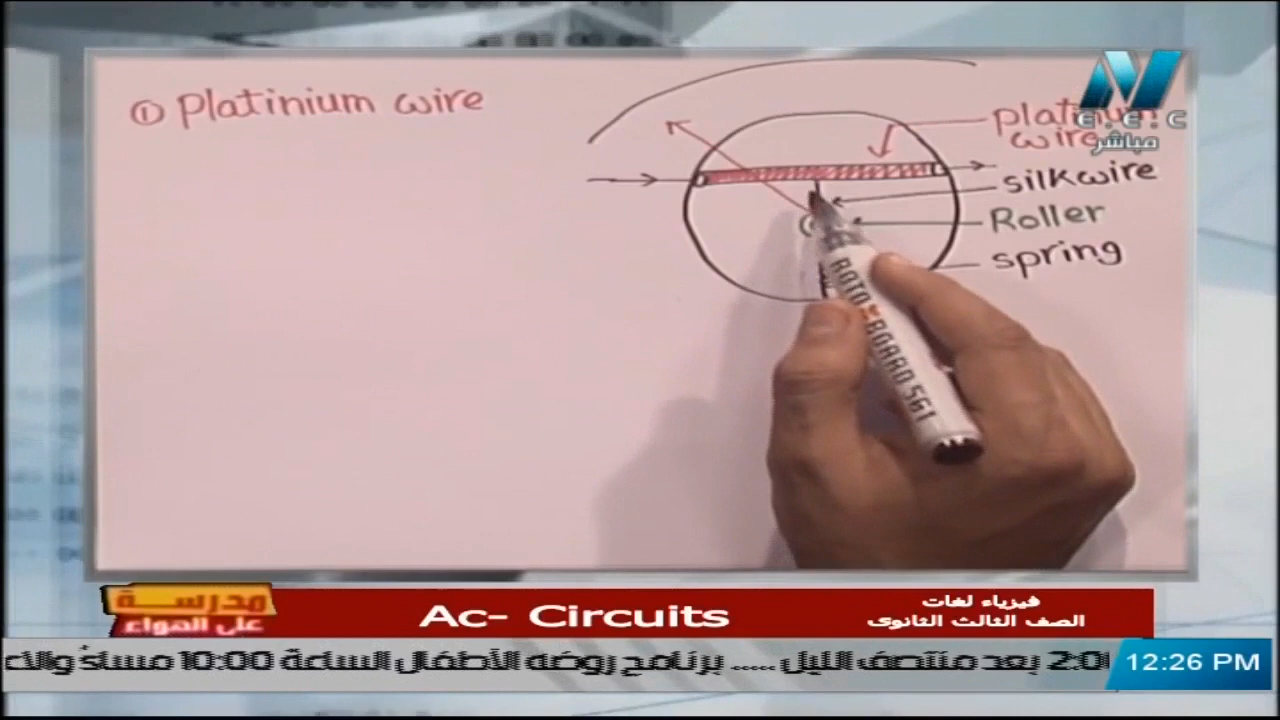 ① Platinium wire
platinum
wire
silk wire
Roller
spring
E.E.C
مباشر
ROTO BOARD 561
مدرسة
على الهواء
Ac- Circuits
فيزياء لغات
الصف الثالث الثانوى
بعد منتصف الليل ..... برنامج روضه الأطفال الساعة 10:00 مساءً
12:26 PM